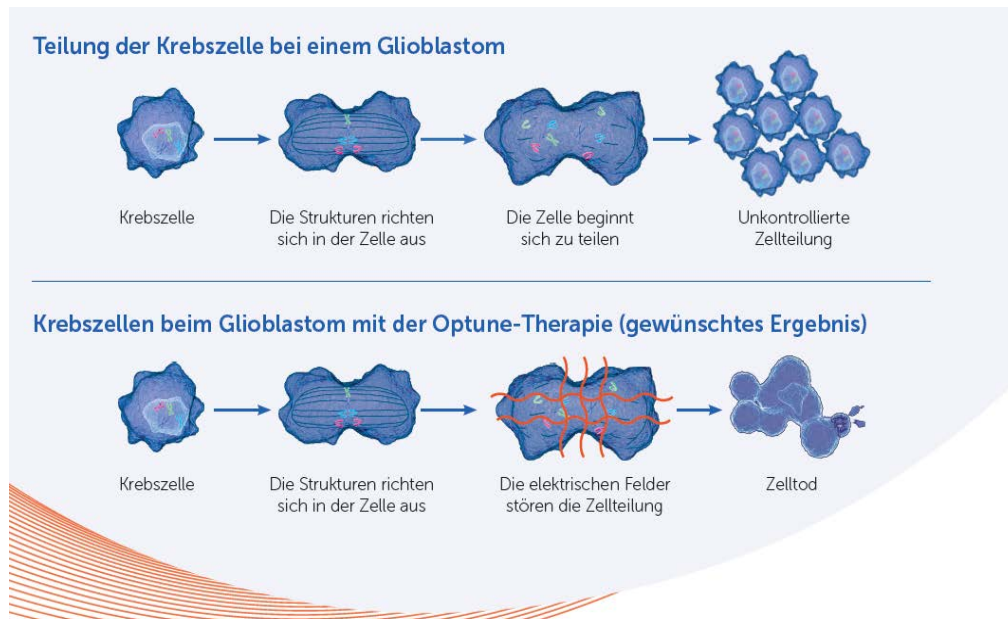 Teilung der Krebszelle bei einem Glioblastom
Krebszelle
Die Strukturen richten
sich in der Zelle aus
Die Zelle beginnt
sich zu teilen
Unkontrollierte
Zellteilung
Krebszellen beim Glioblastom mit der Optune-Therapie (gewünschtes Ergebnis)
Krebszelle
Die Strukturen richten
sich in der Zelle aus
Die elektrischen Felder
stören die Zellteilung
Zelltod